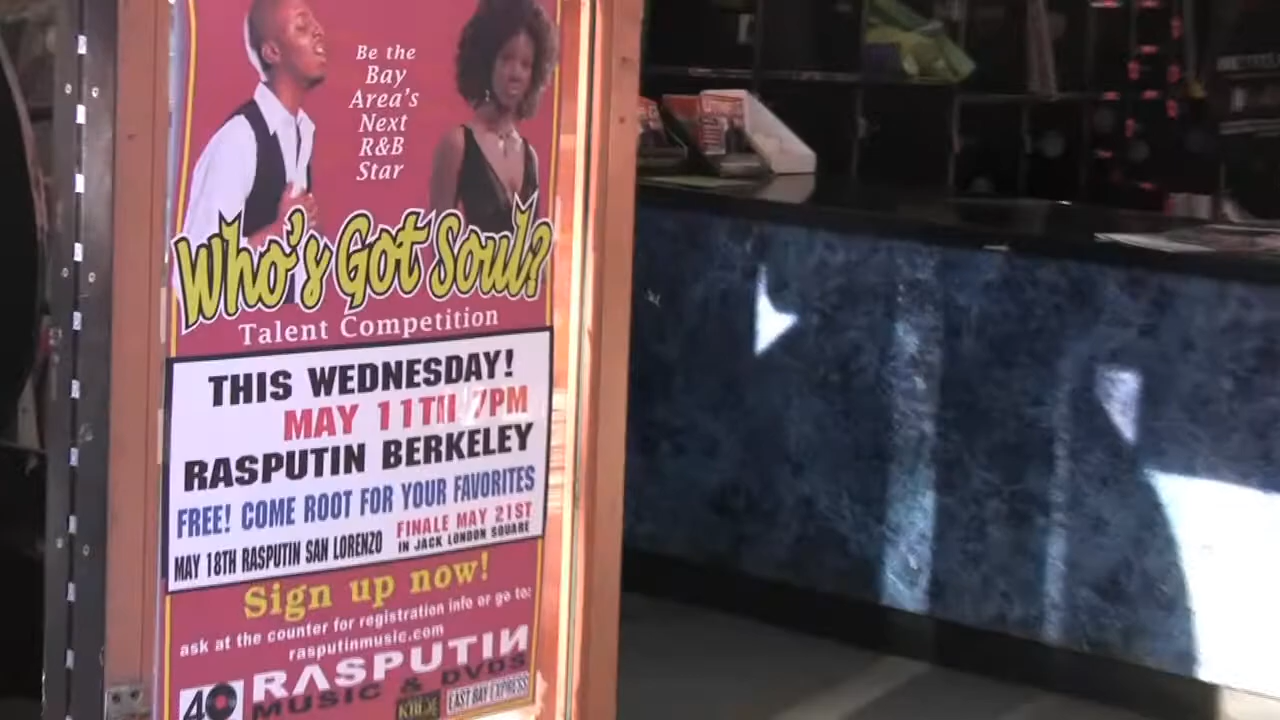 Be the
Bay
Area's
Next
R&B
Star
Who's Got Soul?
Talent Competition
THIS WEDNESDAY!
MAY 11TH 7PM
RASPUTIN BERKELEY
FREE! COME ROOT FOR YOUR FAVORITES
MAY 18TH RASPUTIN SAN LORENZO
FINALE MAY 21ST
IN JACK LONDON SQUARE
Sign up now!
ask at the counter for registration info or go to:
rasputinmusic.com
40
RASPUTIN
MUSIC & DVDS
EAST BAY EXPRESS